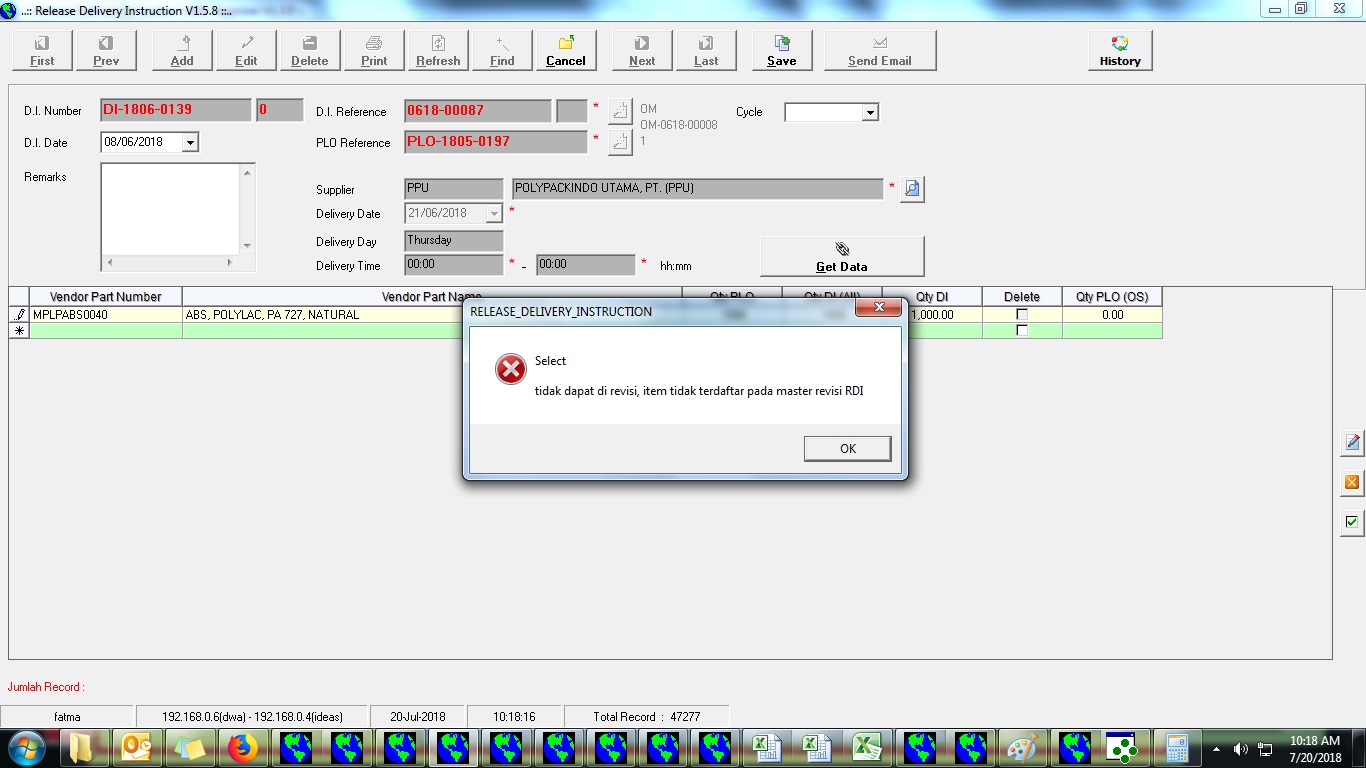 ..:: Release Delivery Instruction V1.5.8 ::..
First Prev Add Edit Delete Print Refresh Find Cancel Next Last Save Send Email History
D.I. Number DI-1806-0139 0 D.I. Reference 0618-00087 * OM Cycle
OM-0618-00008
D.I. Date 08/06/2018 PLO Reference PLO-1805-0197 * 1
Remarks
Supplier PPU POLYPACKINDO UTAMA, PT. (PPU) *
Delivery Date 21/06/2018 *
Delivery Day Thursday
Delivery Time 00:00 * - 00:00 * hh:mm Get Data
Vendor Part Number Vendor Part Name Qty PLO Qty DI (All) Qty DI Delete Qty PLO (OS)
MPLPABS0040 ABS, POLYLAC, PA 727, NATURAL 1,000.00 0.00
RELEASE_DELIVERY_INSTRUCTION
Select
tidak dapat di revisi, item tidak terdaftar pada master revisi RDI
OK
Jumlah Record :
fatma 192.168.0.6(dwa) - 192.168.0.4(ideas) 20-Jul-2018 10:18:16 Total Record : 47277
10:18 AM
7/20/2018